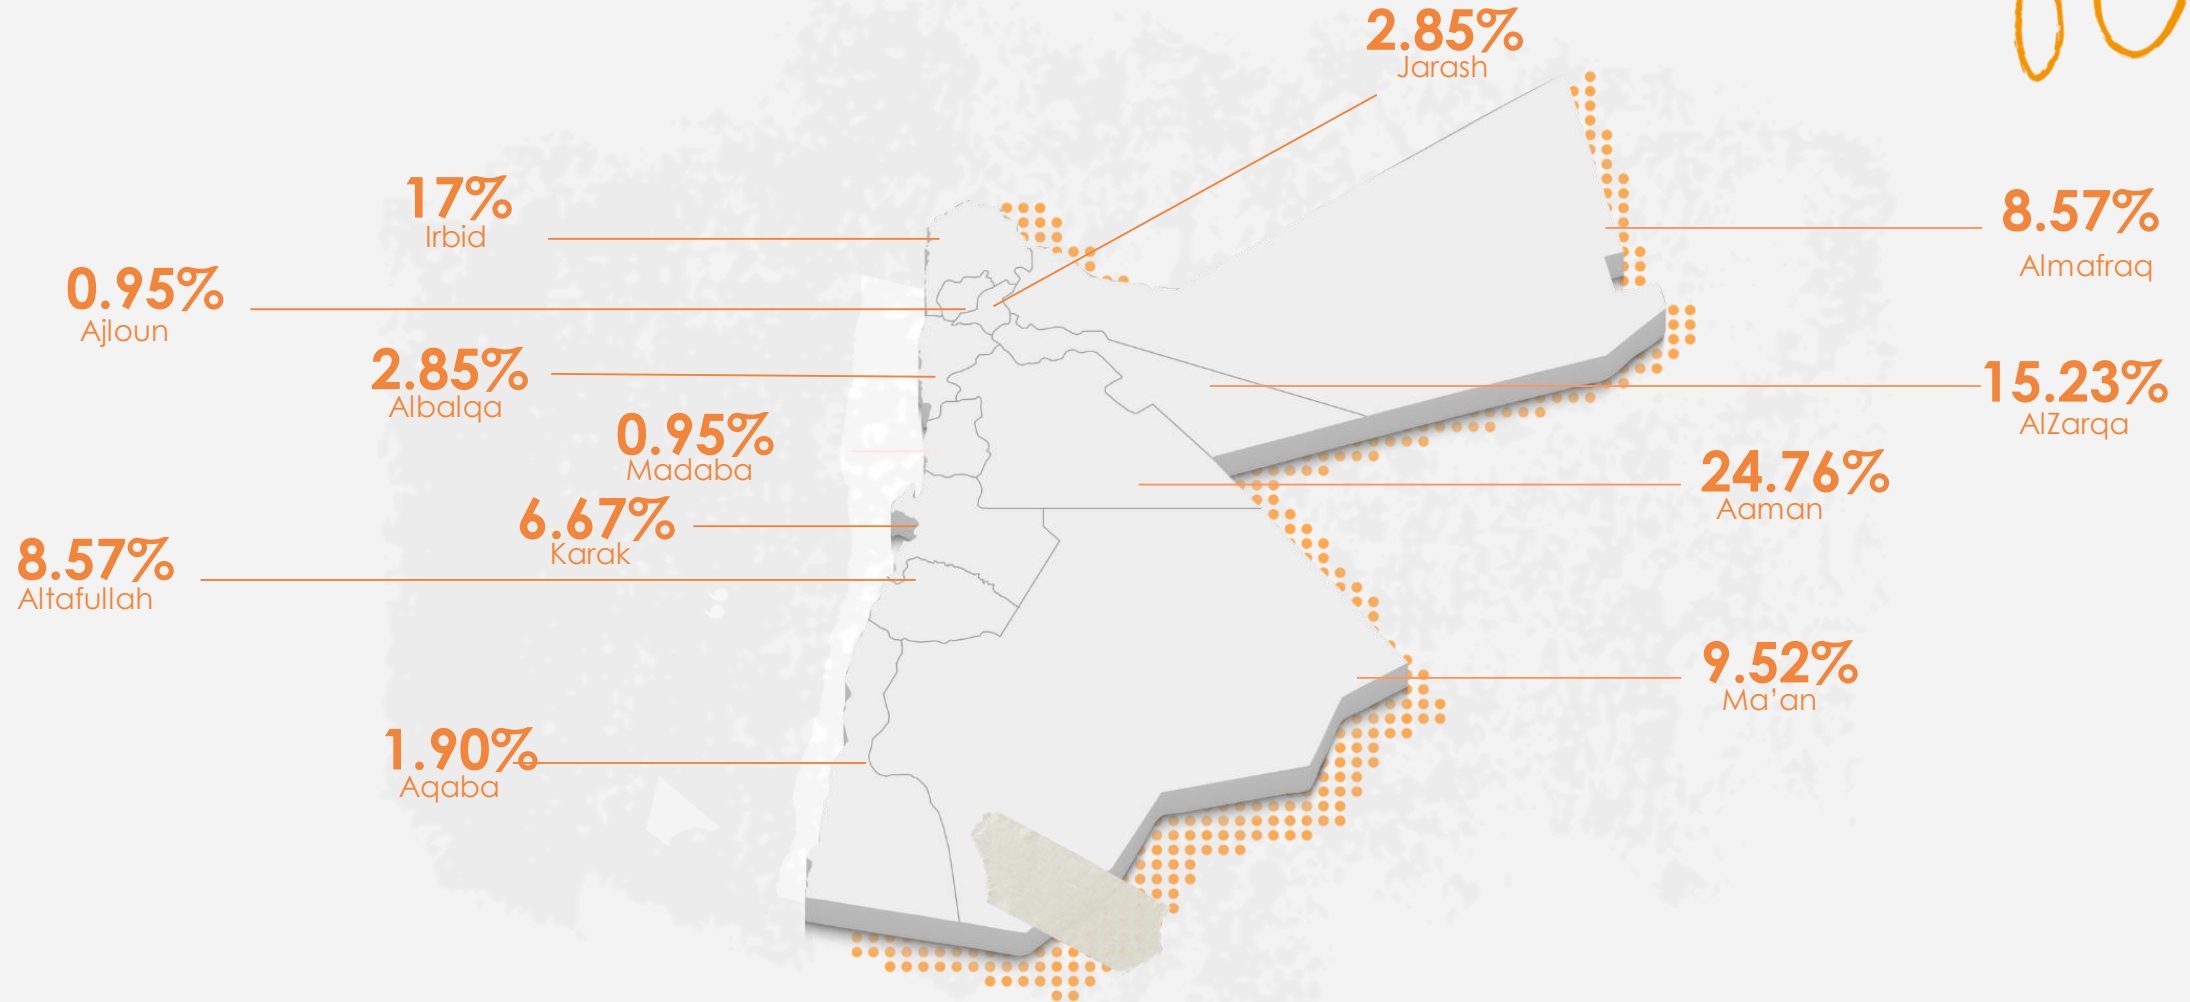 2.85%
Jarash
17%
Irbid
8.57%
Almafraq
0.95%
Ajloun
2.85%
Albalqa
15.23%
AlZarqa
0.95%
Madaba
24.76%
Aaman
6.67%
Karak
8.57%
Altafullah
9.52%
Ma’an
1.90%
Aqaba